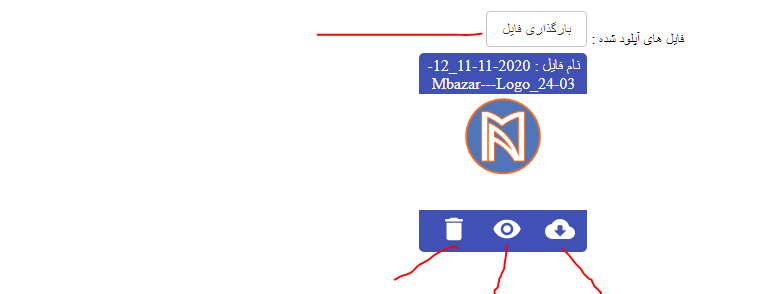 فایل های آپلود شده : بارگذاری فایل
نام فایل : 2020-11-11_12-
Mbazar---Logo_24-03